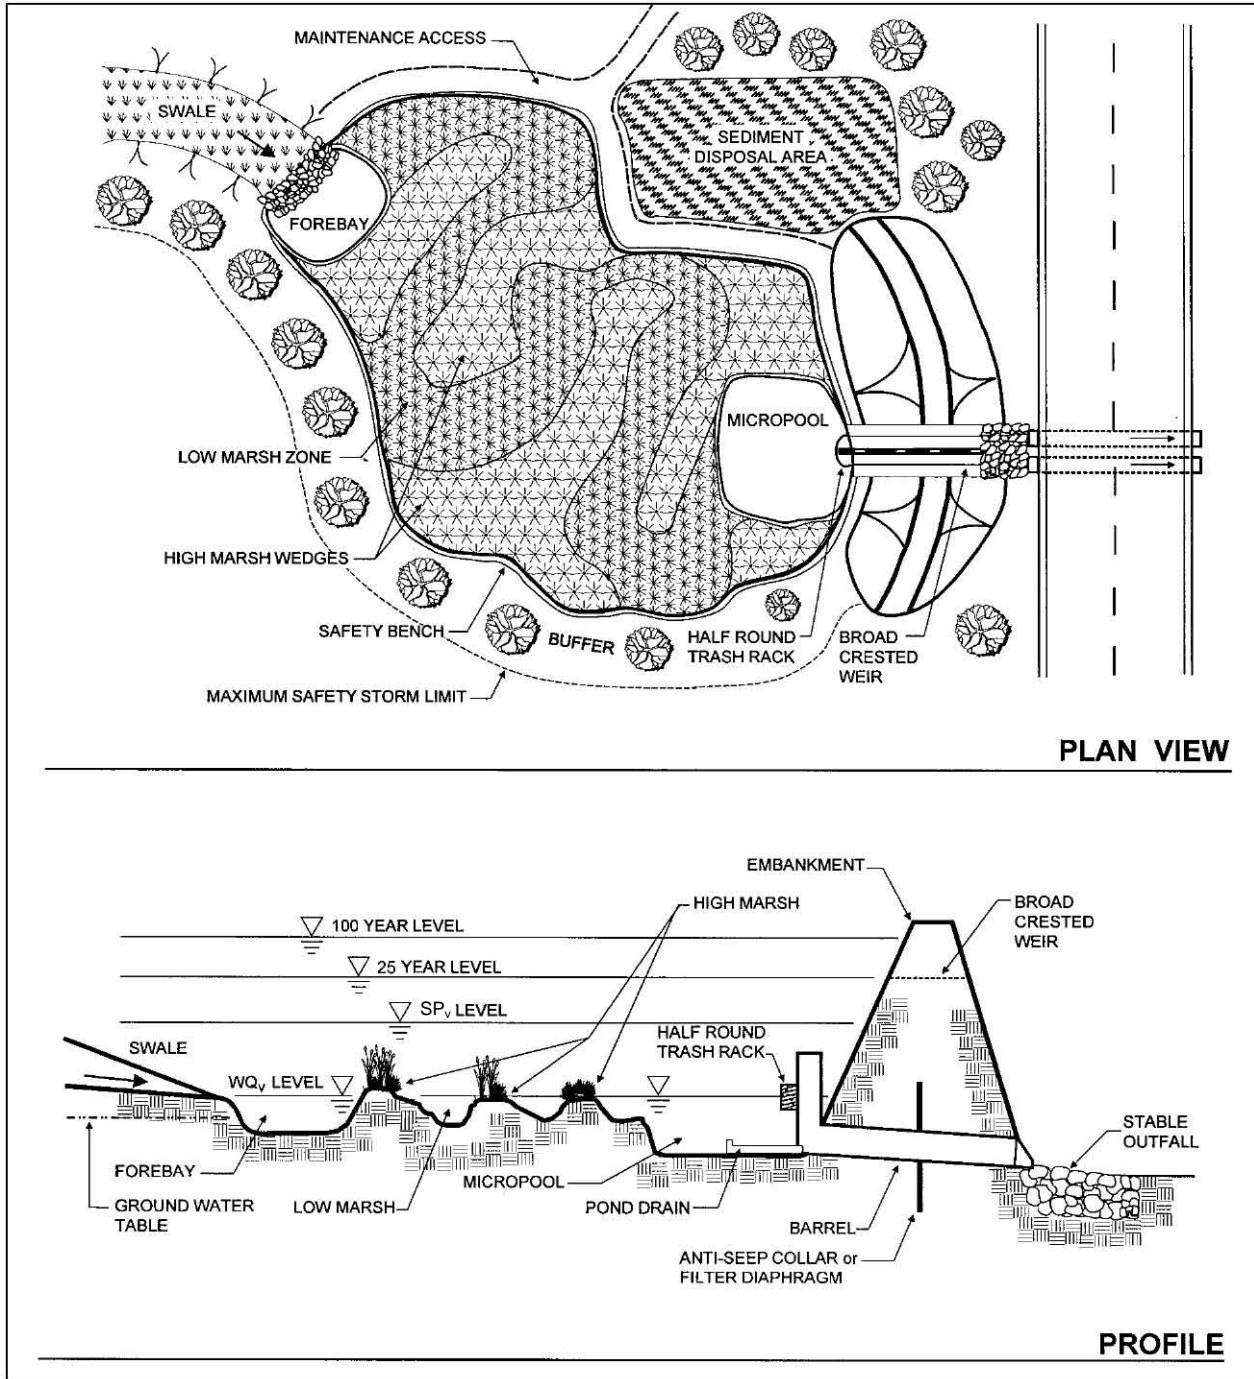 MAINTENANCE ACCESS
SWALE
SEDIMENT
DISPOSAL AREA
FOREBAY
MICROPOOL
LOW MARSH ZONE
HIGH MARSH WEDGES
SAFETY BENCH
BUFFER
HALF ROUND
TRASH RACK
BROAD
CRESTED
WEIR
MAXIMUM SAFETY STORM LIMIT
PLAN VIEW
EMBANKMENT
HIGH MARSH
BROAD
CRESTED
WEIR
100 YEAR LEVEL
25 YEAR LEVEL
SPv LEVEL
HALF ROUND
TRASH RACK
SWALE
WQv LEVEL
STABLE
OUTFALL
FOREBAY
MICROPOOL
GROUND WATER
TABLE
LOW MARSH
POND DRAIN
BARREL
ANTI-SEEP COLLAR or
FILTER DIAPHRAGM
PROFILE